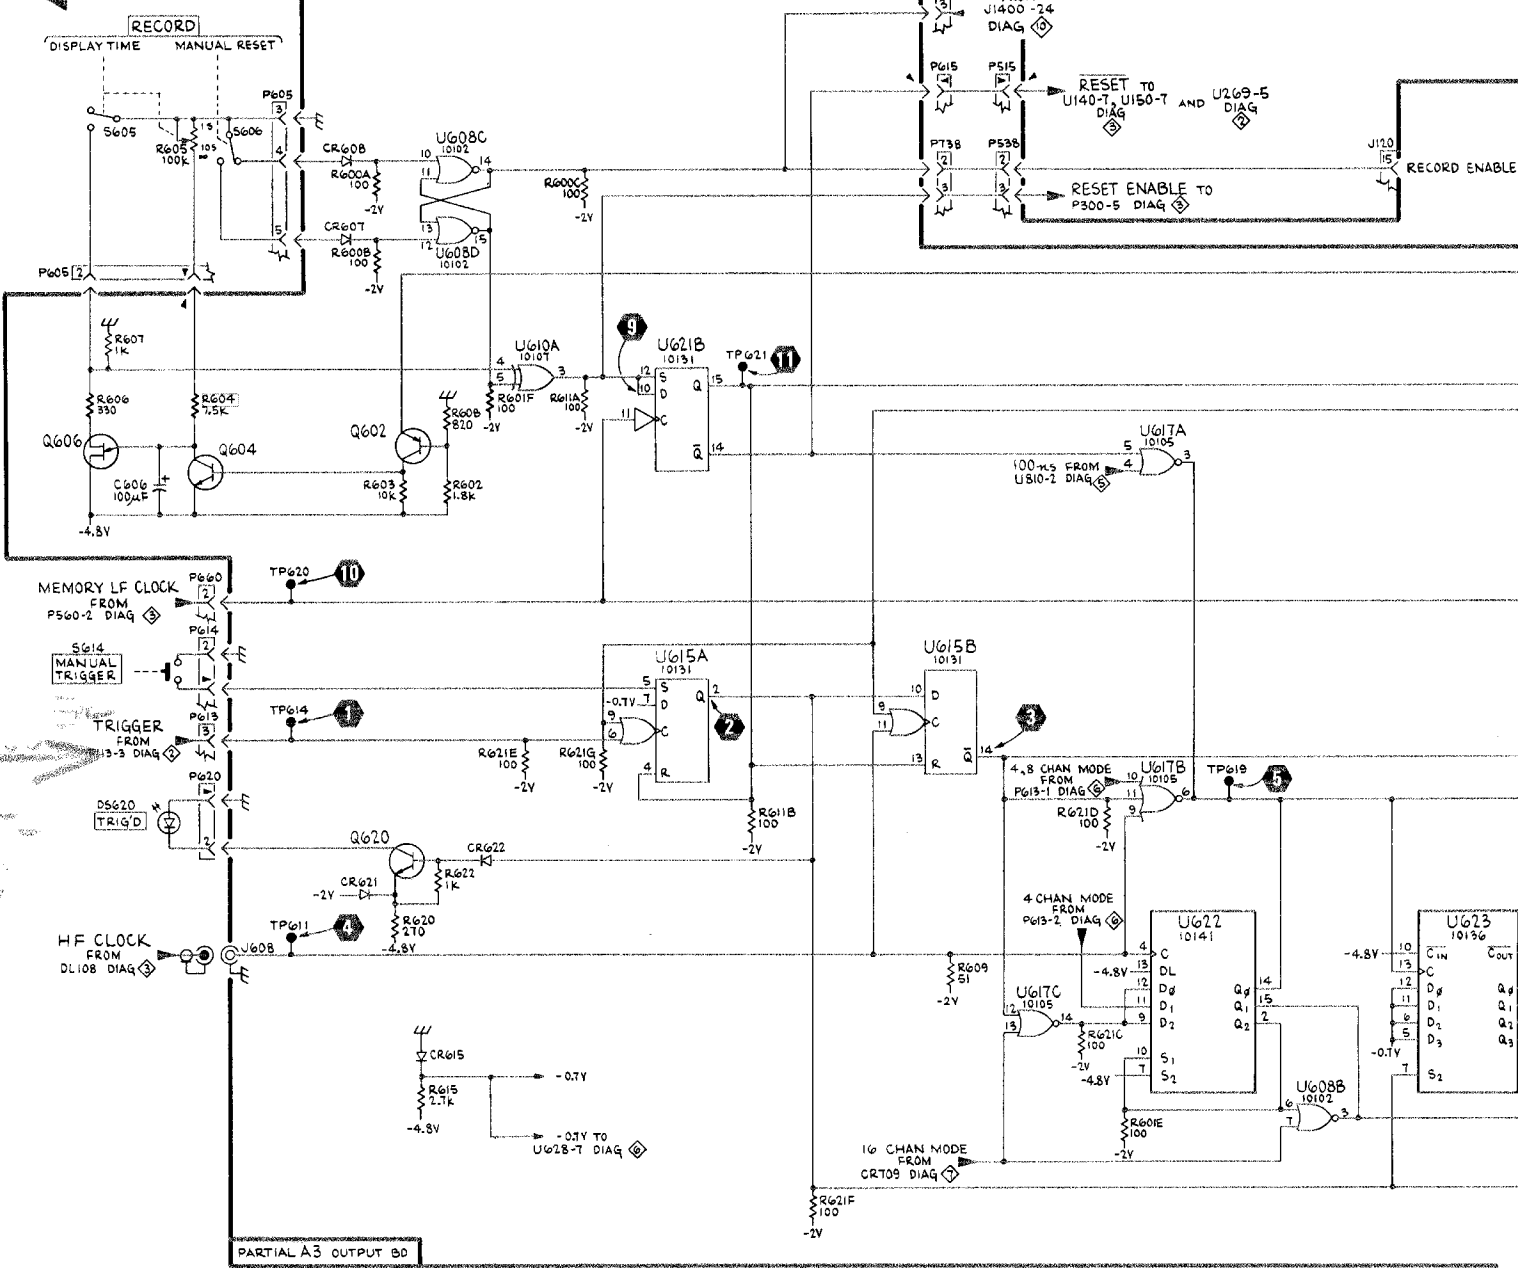 RECORD
DISPLAY TIME MANUAL RESET
P605
3
S605
R605
100K
1S
10S
∞
S606
4
5
P605 2
CR608
R600A
100
-2V
CR607
R600B
100
-2V
U608C
10102
10
11
14
13
12
15
U608D
10102
R600C
100
-2V
3
J1400-24
DIAG 10
P615
P515
RESET TO
U140-7, U150-7 AND U269-5
DIAG
3
DIAG
2
P738
2
3
P538
2
3
RESET ENABLE TO
P300-5 DIAG 3
J120
15
RECORD ENABLE
R607
1K
R606
330
R604
7.5K
Q606
Q604
C606
100µF
+
-4.8V
Q602
R603
10K
R608
820
R602
1.8K
U610A
10107
4
5
3
R601F
100
-2V
R611A
100
-2V
9
U621B
10131
12 S
10 D
11 C
Q 15
Q̅ 14
TP621
11
U617A
10105
5
4
3
100-ns FROM
U810-2 DIAG 5
MEMORY LF CLOCK
FROM
P560-2 DIAG 3
P660
2
TP620
10
S614
MANUAL
TRIGGER
P614
2
TRIGGER
FROM
13-3 DIAG 2
P613
3
TP614
1
R621E
100
-2V
R621G
100
-2V
U615A
10131
5 S
-0.7V 7 D
9
6 C
4 R
Q 2
2
U615B
10131
10 D
9
11 C
13 R
Q̅ 14
3
R611B
100
-2V
4,8 CHAN MODE
FROM
P613-1 DIAG 6
U617B
10105
10
11
9
6
R621D
100
-2V
TP619
5
P620
2
DS620
TRIG'D
Q620
CR622
R622
1K
CR621
-2V
R620
270
-4.8V
HF CLOCK
FROM
DL108 DIAG 3
J608
TP611
4
R609
51
-2V
4 CHAN MODE
FROM
P613-2 DIAG 6
U617C
10105
12
13
14
R621C
100
-2V
U622
10141
4 C
-4.8V 13 DL
12 DØ
11 D1
9 D2
10 S1
-4.8V 7 S2
QØ 14
Q1 15
Q2 2
U623
10136
-4.8V 10 CIN COUT
13 C
12 DØ QØ
11 D1 Q1
6 D2 Q2
5 D3 Q3
-0.7V
7 S2
U608B
10102
6
7
3
R601E
100
-2V
CR615
R615
2.7K
-4.8V
-0.7V
-0.7V TO
U628-7 DIAG 6
16 CHAN MODE
FROM
CR709 DIAG 7
R621F
100
-2V
PARTIAL A3 OUTPUT BD